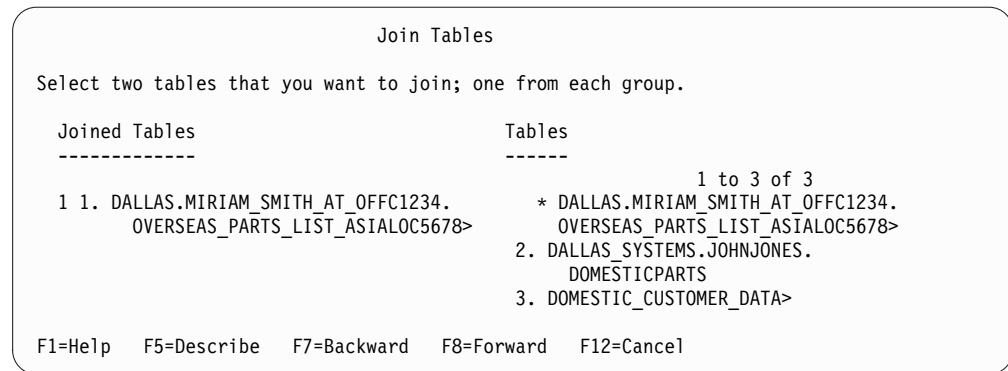 Join Tables
Select two tables that you want to join; one from each group.
Joined Tables Tables
------------- ------
1 to 3 of 3
1 1. DALLAS.MIRIAM_SMITH_AT_OFFC1234. * DALLAS.MIRIAM_SMITH_AT_OFFC1234.
OVERSEAS_PARTS_LIST_ASIALOC5678> OVERSEAS_PARTS_LIST_ASIALOC5678>
2. DALLAS_SYSTEMS.JOHNJONES.
DOMESTICPARTS
3. DOMESTIC_CUSTOMER_DATA>
F1=Help F5=Describe F7=Backward F8=Forward F12=Cancel